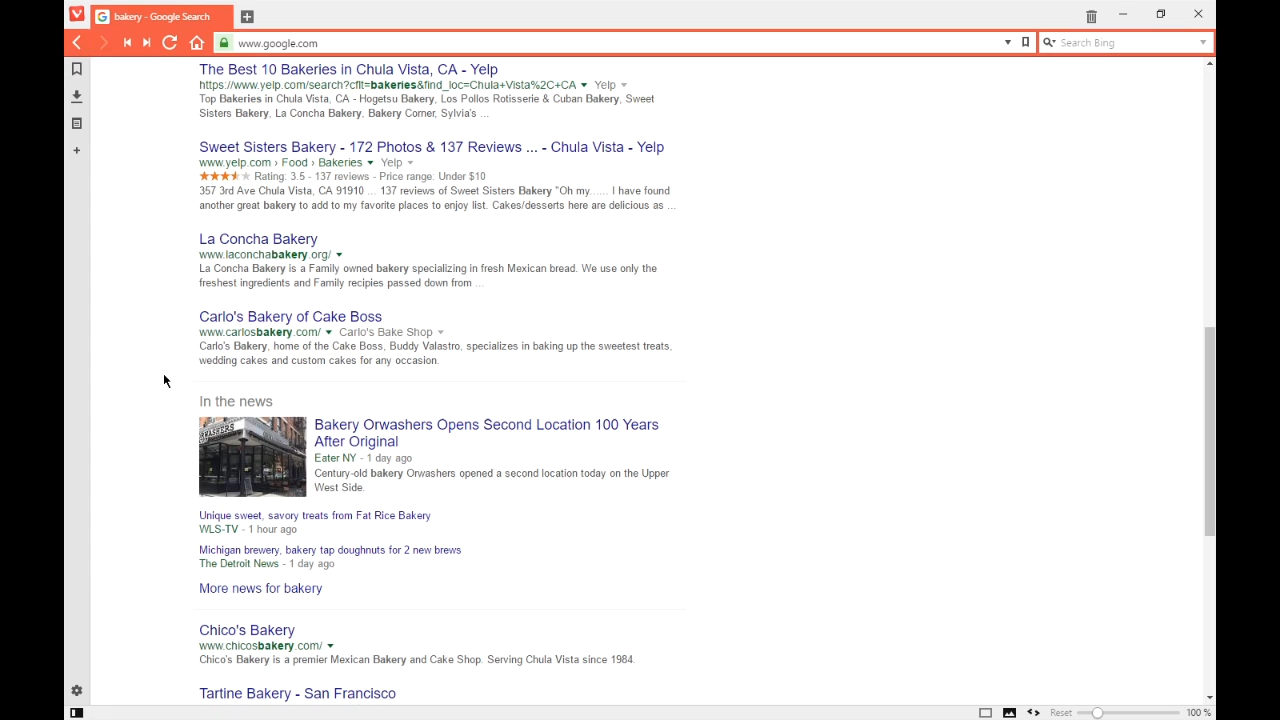 bakery - Google Search
www.google.com
Search Bing
The Best 10 Bakeries in Chula Vista, CA - Yelp
https://www.yelp.com/search?cflt=bakeries&find_loc=Chula+Vista%2C+CA Yelp
Top Bakeries in Chula Vista, CA - Hogetsu Bakery, Los Pollos Rotisserie & Cuban Bakery, Sweet
Sisters Bakery, La Concha Bakery, Bakery Corner, Sylvia's ...
Sweet Sisters Bakery - 172 Photos & 137 Reviews ... - Chula Vista - Yelp
www.yelp.com › Food › Bakeries Yelp
Rating: 3.5 - 137 reviews - Price range: Under $10
357 3rd Ave Chula Vista, CA 91910 ... 137 reviews of Sweet Sisters Bakery "Oh my...... I have found
another great bakery to add to my favorite places to enjoy list. Cakes/desserts here are delicious as ...
La Concha Bakery
www.laconchabakery.org/
La Concha Bakery is a Family owned bakery specializing in fresh Mexican bread. We use only the
freshest ingredients and Family recipies passed down from ...
Carlo's Bakery of Cake Boss
www.carlosbakery.com/ Carlo's Bake Shop
Carlo's Bakery, home of the Cake Boss, Buddy Valastro, specializes in baking up the sweetest treats,
wedding cakes and custom cakes for any occasion.
In the news
Bakery Orwashers Opens Second Location 100 Years
After Original
Eater NY - 1 day ago
Century-old bakery Orwashers opened a second location today on the Upper
West Side.
Unique sweet, savory treats from Fat Rice Bakery
WLS-TV - 1 hour ago
Michigan brewery, bakery tap doughnuts for 2 new brews
The Detroit News - 1 day ago
More news for bakery
Chico's Bakery
www.chicosbakery.com/
Chico's Bakery is a premier Mexican Bakery and Cake Shop. Serving Chula Vista since 1984.
Tartine Bakery - San Francisco
Reset 100 %